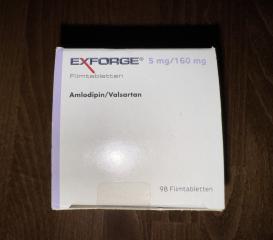 EXFORGE® 5 mg/160 mg
Filmtabletten
Amlodipin/Valsartan
98 Filmtabletten